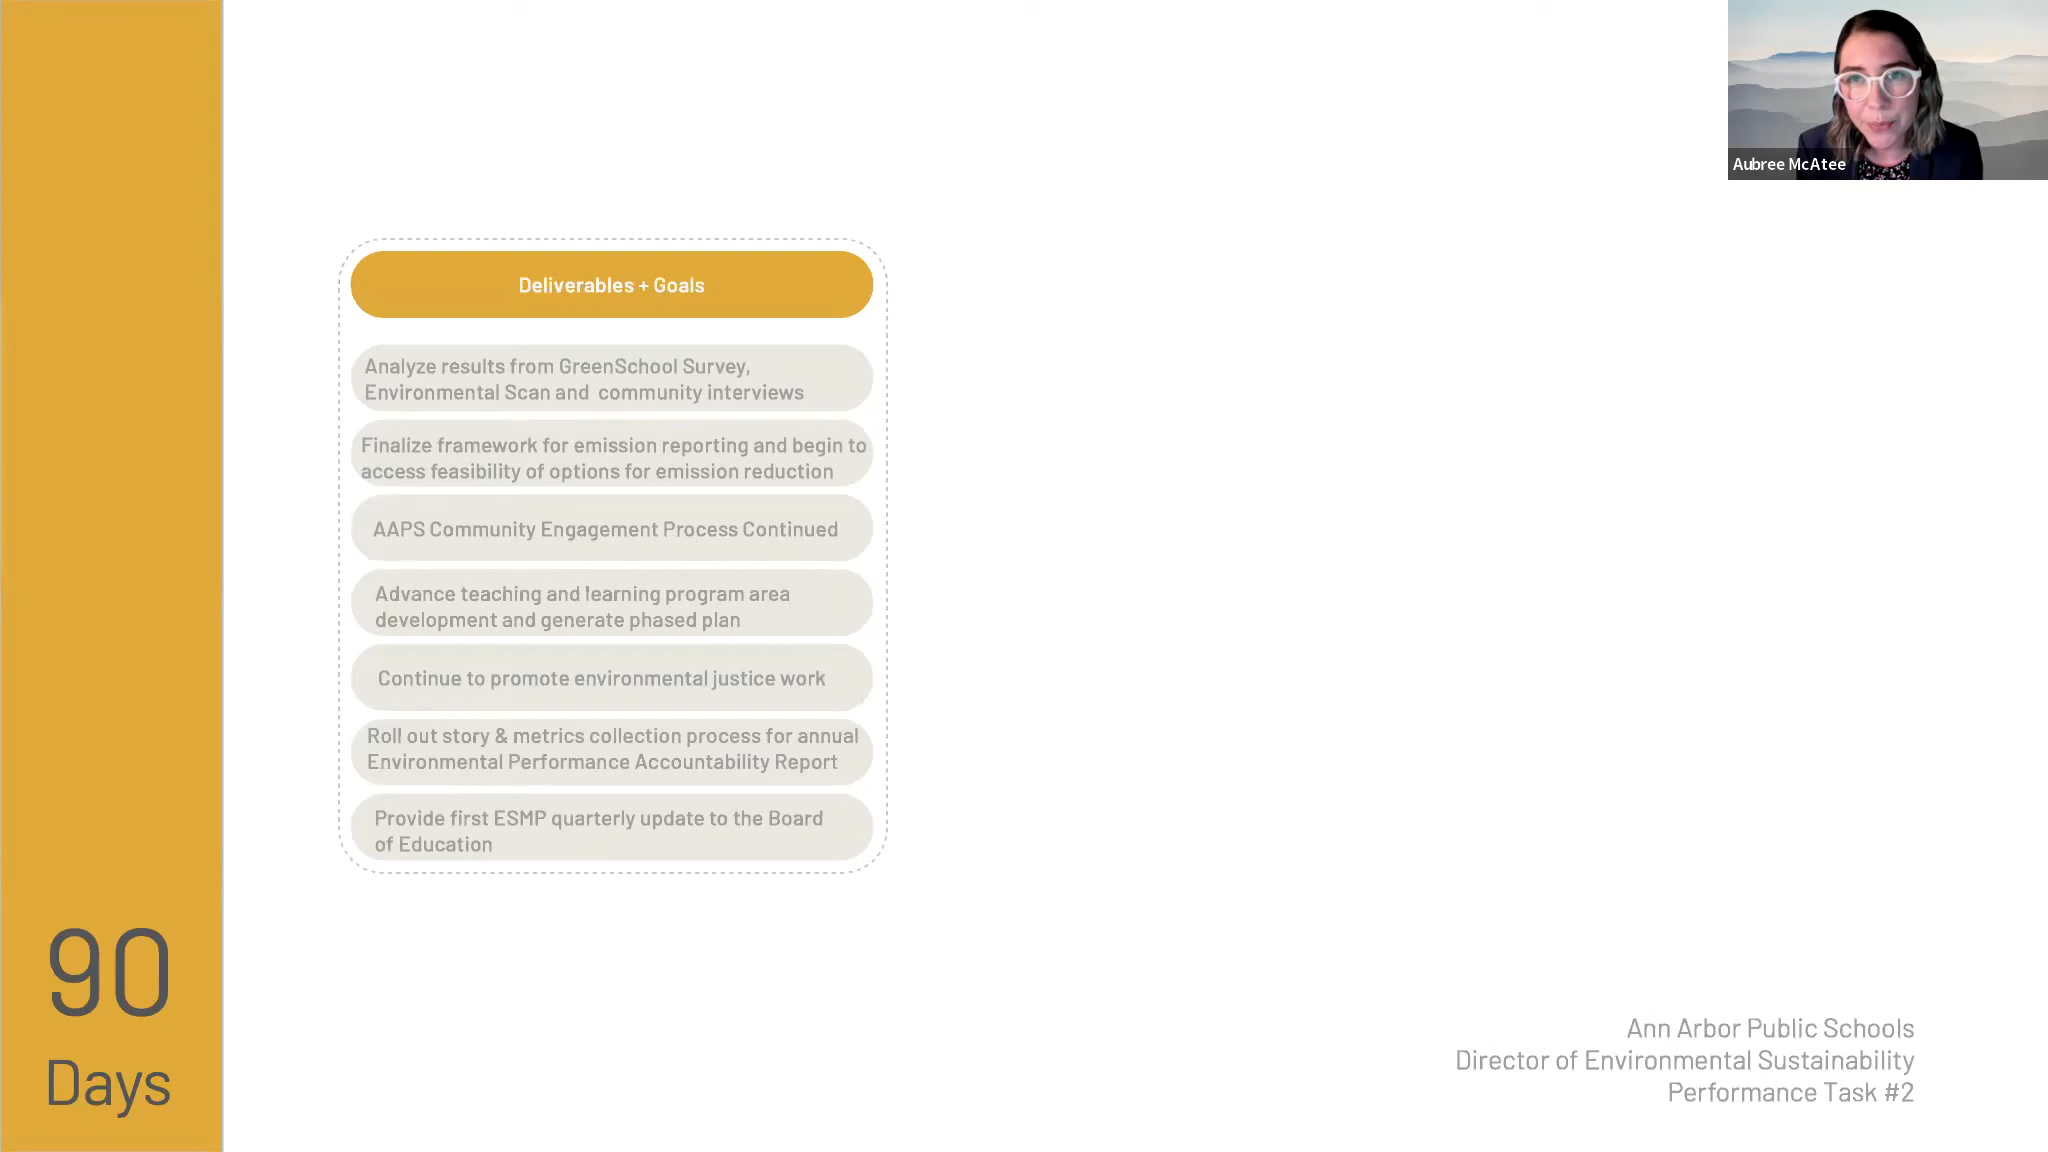 Aubree McAtee
Deliverables + Goals
Analyze results from GreenSchool Survey,
Environmental Scan and community interviews
Finalize framework for emission reporting and begin to
access feasibility of options for emission reduction
AAPS Community Engagement Process Continued
Advance teaching and learning program area
development and generate phased plan
Continue to promote environmental justice work
Roll out story & metrics collection process for annual
Environmental Performance Accountability Report
Provide first ESMP quarterly update to the Board
of Education
90
Days
Ann Arbor Public Schools
Director of Environmental Sustainability
Performance Task #2